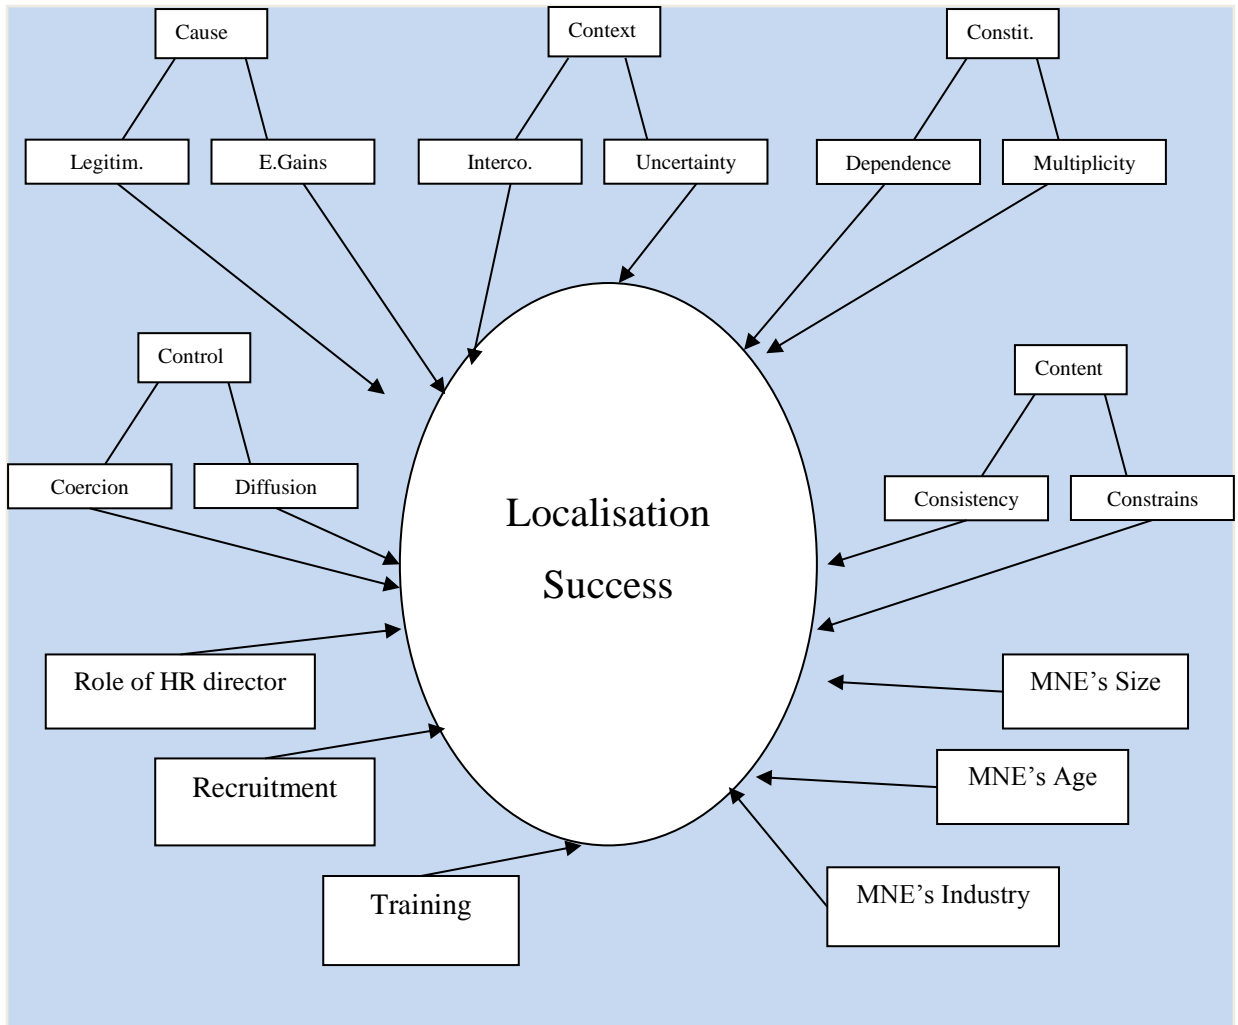 Cause
Context
Constit.
Legitim.
E.Gains
Interco.
Uncertainty
Dependence
Multiplicity
Control
Content
Coercion
Diffusion
Consistency
Constrains
Localisation
Success
Role of HR director
MNE’s Size
Recruitment
MNE’s Age
Training
MNE’s Industry